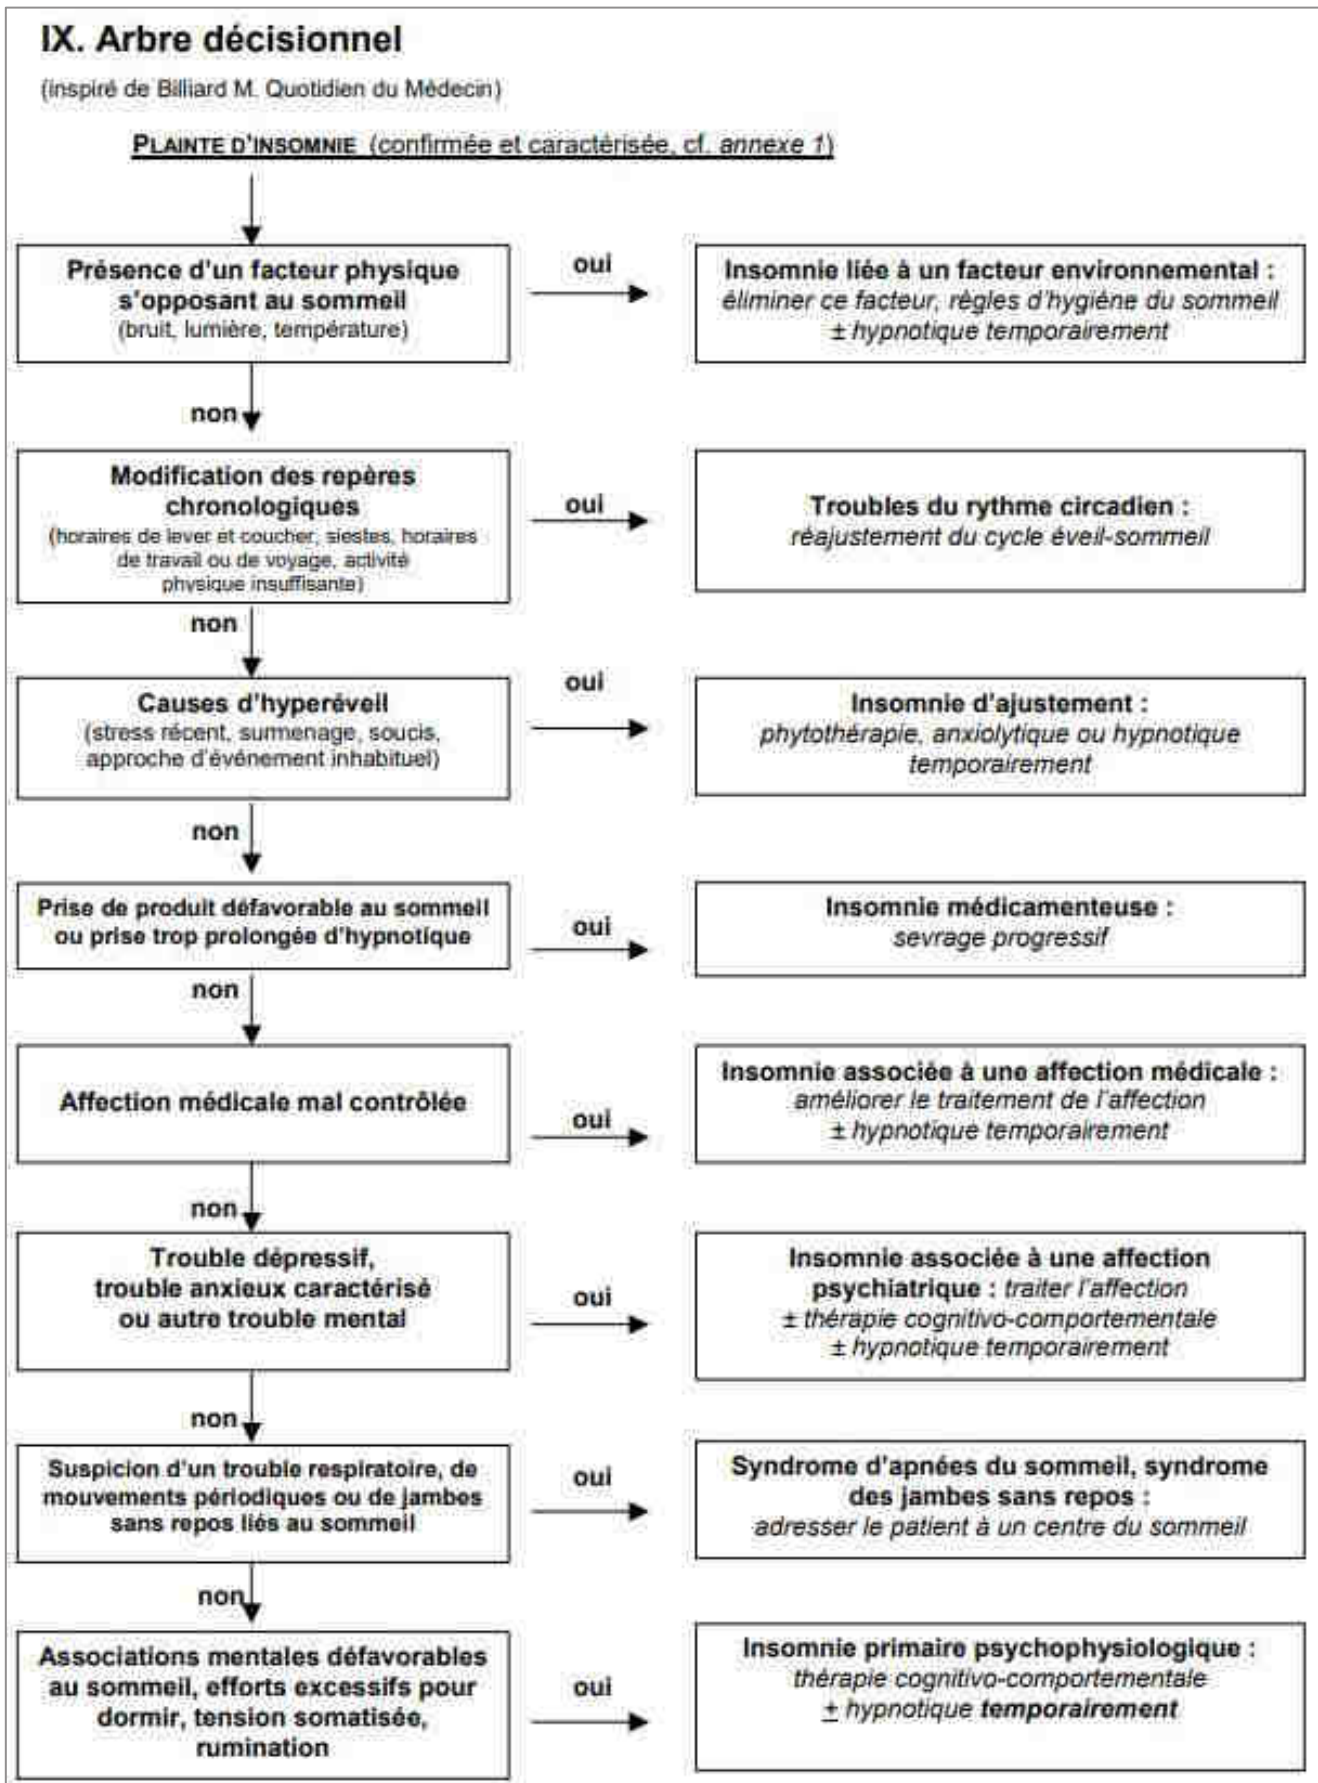 IX. Arbre décisionnel
(inspiré de Billiard M. Quotidien du Médecin)
PLAINTE D'INSOMNIE (confirmée et caractérisée, cf. annexe 1)
Présence d'un facteur physique
s'opposant au sommeil
(bruit, lumière, température)
oui
Insomnie liée à un facteur environnemental :
éliminer ce facteur, règles d'hygiène du sommeil
± hypnotique temporairement
non
Modification des repères
chronologiques
(horaires de lever et coucher, siestes, horaires
de travail ou de voyage, activité
physique insuffisante)
oui
Troubles du rythme circadien :
réajustement du cycle éveil-sommeil
non
Causes d'hyperéveil
(stress récent, surmenage, soucis,
approche d'événement inhabituel)
oui
Insomnie d'ajustement :
phytothérapie, anxiolytique ou hypnotique
temporairement
non
Prise de produit défavorable au sommeil
ou prise trop prolongée d'hypnotique
oui
Insomnie médicamenteuse :
sevrage progressif
non
Affection médicale mal contrôlée
oui
Insomnie associée à une affection médicale :
améliorer le traitement de l'affection
± hypnotique temporairement
non
Trouble dépressif,
trouble anxieux caractérisé
ou autre trouble mental
oui
Insomnie associée à une affection
psychiatrique : traiter l'affection
± thérapie cognitivo-comportementale
± hypnotique temporairement
non
Suspicion d'un trouble respiratoire, de
mouvements périodiques ou de jambes
sans repos liés au sommeil
oui
Syndrome d'apnées du sommeil, syndrome
des jambes sans repos :
adresser le patient à un centre du sommeil
non
Associations mentales défavorables
au sommeil, efforts excessifs pour
dormir, tension somatisée,
rumination
oui
Insomnie primaire psychophysiologique :
thérapie cognitivo-comportementale
± hypnotique temporairement